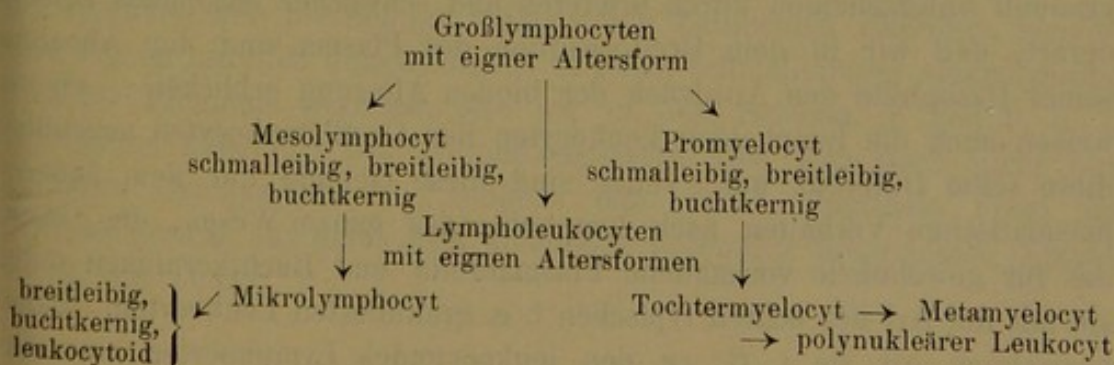 Großlymphocyten
mit eigner Altersform
Mesolymphocyt
schmalleibig, breitleibig,
buchtkernig
Promyelocyt
schmalleibig, breitleibig,
buchtkernig
Lympholeukocyten
mit eignen Altersformen
breitleibig,
buchtkernig,
leukocytoid
Mikrolymphocyt
Tochtermyelocyt → Metamyelocyt
→ polynukleärer Leukocyt